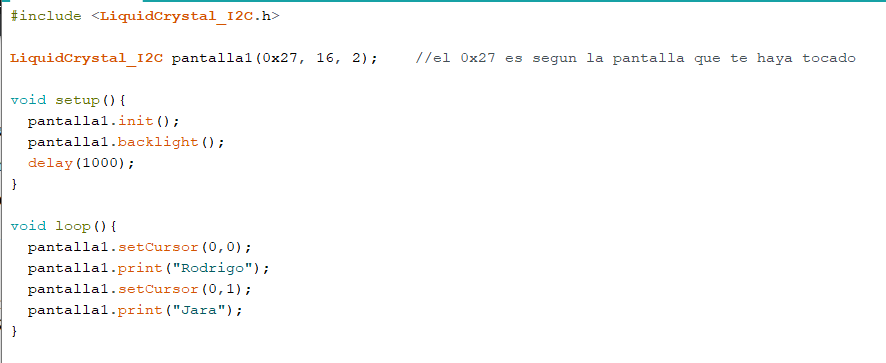 #include <LiquidCrystal_I2C.h>
LiquidCrystal_I2C pantalla1(0x27, 16, 2);    //el 0x27 es segun la pantalla que te haya tocado
void setup(){
  pantalla1.init();
  pantalla1.backlight();
  delay(1000);
}
void loop(){
  pantalla1.setCursor(0,0);
  pantalla1.print("Rodrigo");
  pantalla1.setCursor(0,1);
  pantalla1.print("Jara");
}